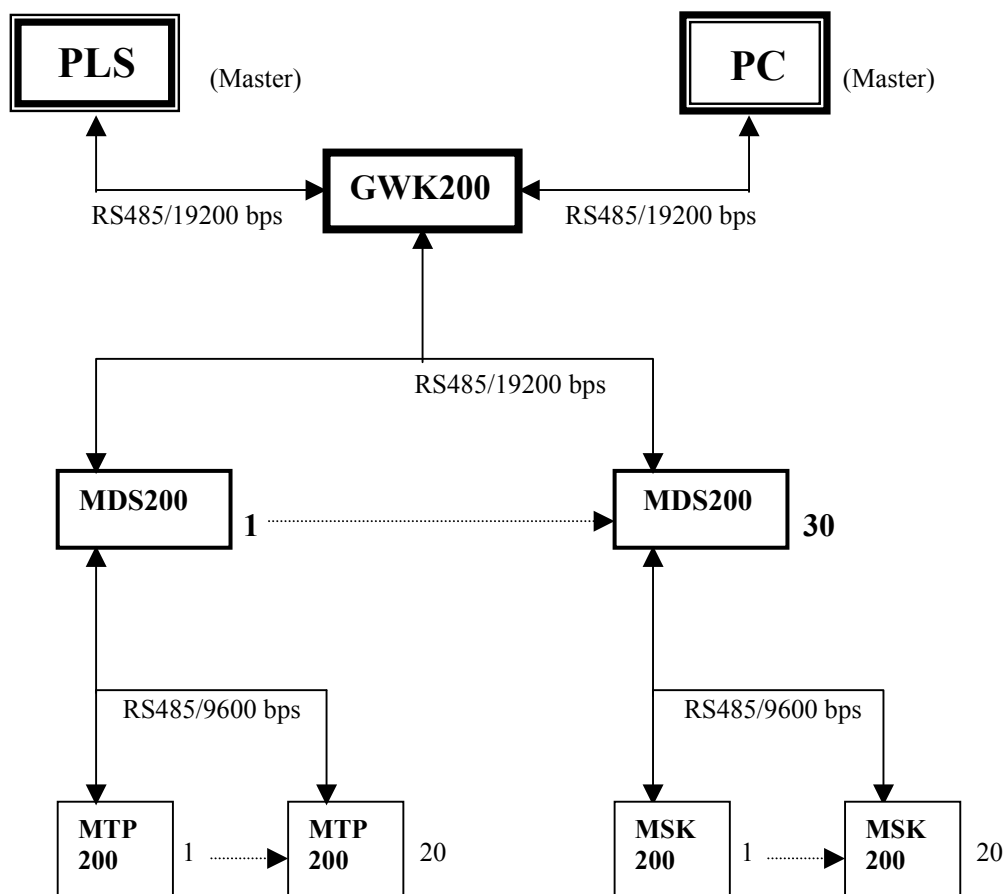 PLS
(Master)
PC
(Master)
GWK200
RS485/19200 bps
RS485/19200 bps
RS485/19200 bps
MDS200
1
MDS200
30
RS485/9600 bps
RS485/9600 bps
MTP
200
1
MTP
200
20
MSK
200
1
MSK
200
20